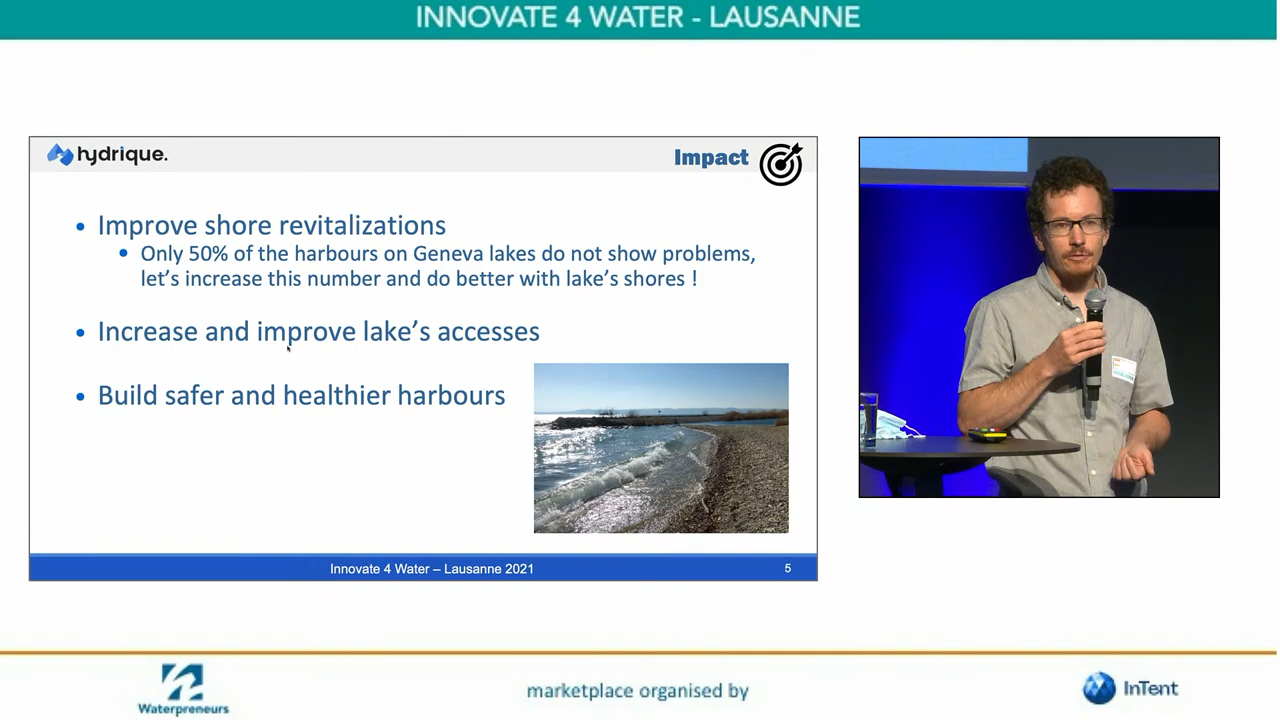 INNOVATE 4 WATER - LAUSANNE
hydrique.
Impact
• Improve shore revitalizations
• Only 50% of the harbours on Geneva lakes do not show problems,
let's increase this number and do better with lake's shores !
• Increase and improve lake's accesses
• Build safer and healthier harbours
Innovate 4 Water – Lausanne 2021
5
Waterpreneurs
marketplace organised by
InTent